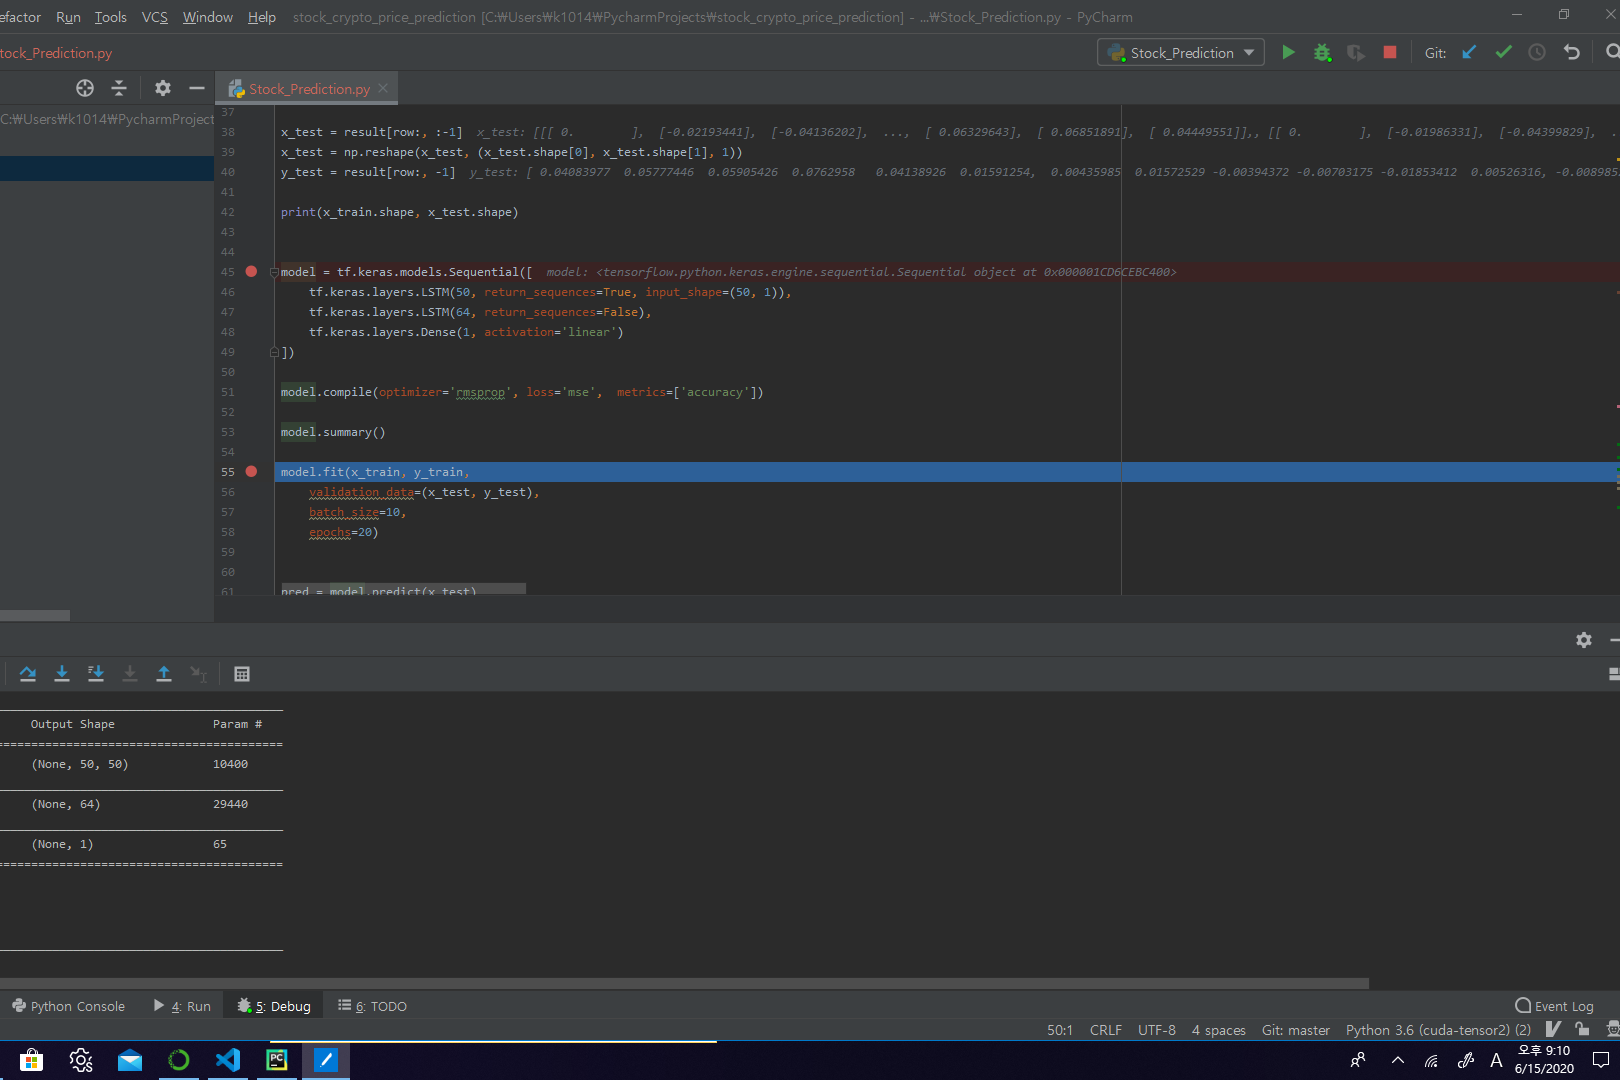 efactor Run Tools VCS Window Help stock_crypto_price_prediction [C:₩Users₩k1014₩PycharmProjects₩stock_crypto_price_prediction] - ...₩Stock_Prediction.py - PyCharm
tock_Prediction.py
Stock_Prediction
Git:
Stock_Prediction.py
C:₩Users₩k1014₩PycharmProject
37
38 x_test = result[row:, :-1] x_test: [[[ 0. ], [-0.02193441], [-0.04136202], ..., [ 0.06329643], [ 0.06851891], [ 0.04449551]],, [[ 0. ], [-0.01986331], [-0.04399829], .
39 x_test = np.reshape(x_test, (x_test.shape[0], x_test.shape[1], 1))
40 y_test = result[row:, -1] y_test: [ 0.04083977 0.05777446 0.05905426 0.0762958 0.04138926 0.01591254, 0.00435985 0.01572529 -0.00394372 -0.00703175 -0.01853412 0.00526316, -0.008985
41
42 print(x_train.shape, x_test.shape)
43
44
45 model = tf.keras.models.Sequential([ model: <tensorflow.python.keras.engine.sequential.Sequential object at 0x000001CD6CEBC400>
46 tf.keras.layers.LSTM(50, return_sequences=True, input_shape=(50, 1)),
47 tf.keras.layers.LSTM(64, return_sequences=False),
48 tf.keras.layers.Dense(1, activation='linear')
49 ])
50
51 model.compile(optimizer='rmsprop', loss='mse', metrics=['accuracy'])
52
53 model.summary()
54
55 model.fit(x_train, y_train,
56 validation_data=(x_test, y_test),
57 batch_size=10,
58 epochs=20)
59
60
61 pred = model.predict(x_test)
Output Shape Param #
========================================
(None, 50, 50) 10400
(None, 64) 29440
(None, 1) 65
========================================
Python Console 4: Run 5: Debug 6: TODO Event Log
50:1 CRLF UTF-8 4 spaces Git: master Python 3.6 (cuda-tensor2) (2)
PC
A
오후 9:10
6/15/2020